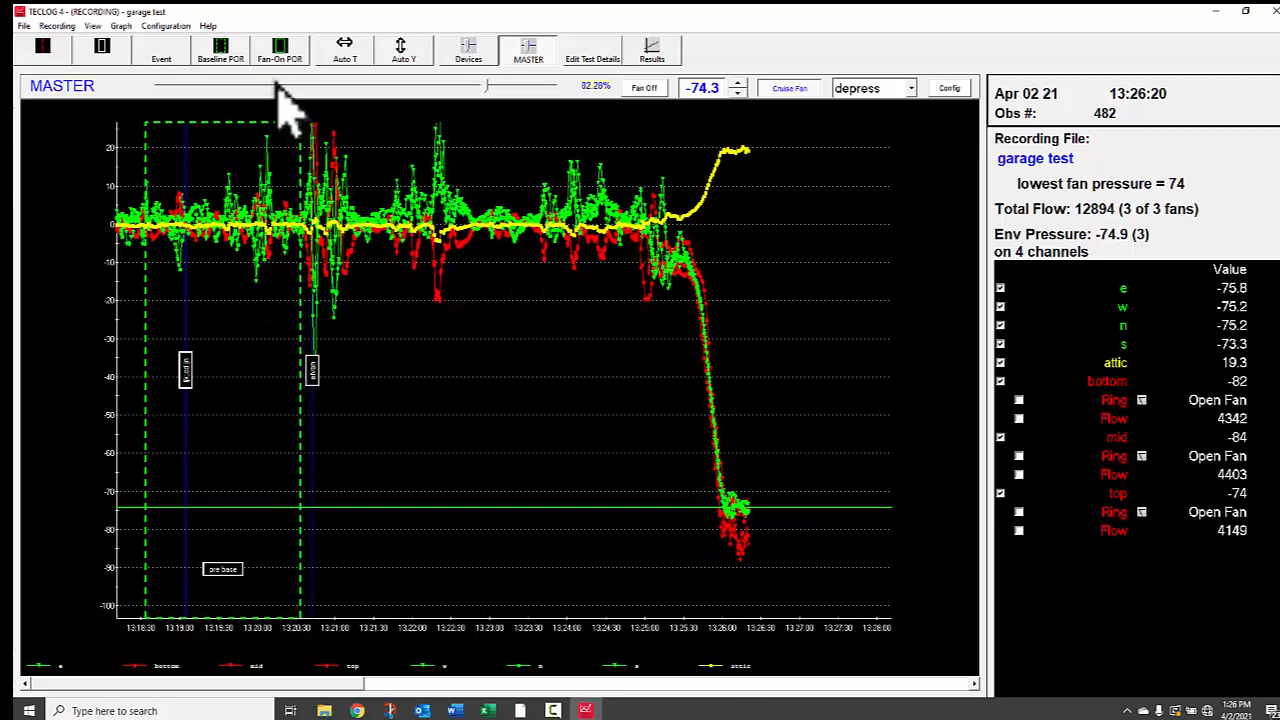 TECLOG 4 - (RECORDING) - garage test
File Recording View Graph Configuration Help
Event Baseline POR Fan-On POR Auto T Auto Y Devices MASTER Edit Test Details Results
MASTER 82.28% Fan Off -74.3 Cruise Fan depress Config
Apr 02 21 13:26:20
Obs #: 482
Recording File:
garage test
lowest fan pressure = 74
Total Flow: 12894 (3 of 3 fans)
Env Pressure: -74.9 (3)
on 4 channels
Value
e -75.8
w -75.2
n -75.2
s -73.3
attic 19.3
bottom -82
Ring Open Fan
Flow 4342
mid -84
Ring Open Fan
Flow 4403
top -74
Ring Open Fan
Flow 4149
20
10
0
-10
-20
-30
-40
-50
-60
-70
-80
-90
-100
pre base
13:18:30 13:19:00 13:19:30 13:20:00 13:20:30 13:21:00 13:21:30 13:22:00 13:22:30 13:23:00 13:23:30 13:24:00 13:24:30 13:25:00 13:25:30 13:26:00 13:26:30 13:27:00 13:27:30 13:28:00
e bottom mid top w n s attic
Type here to search
1:26 PM
4/2/2021